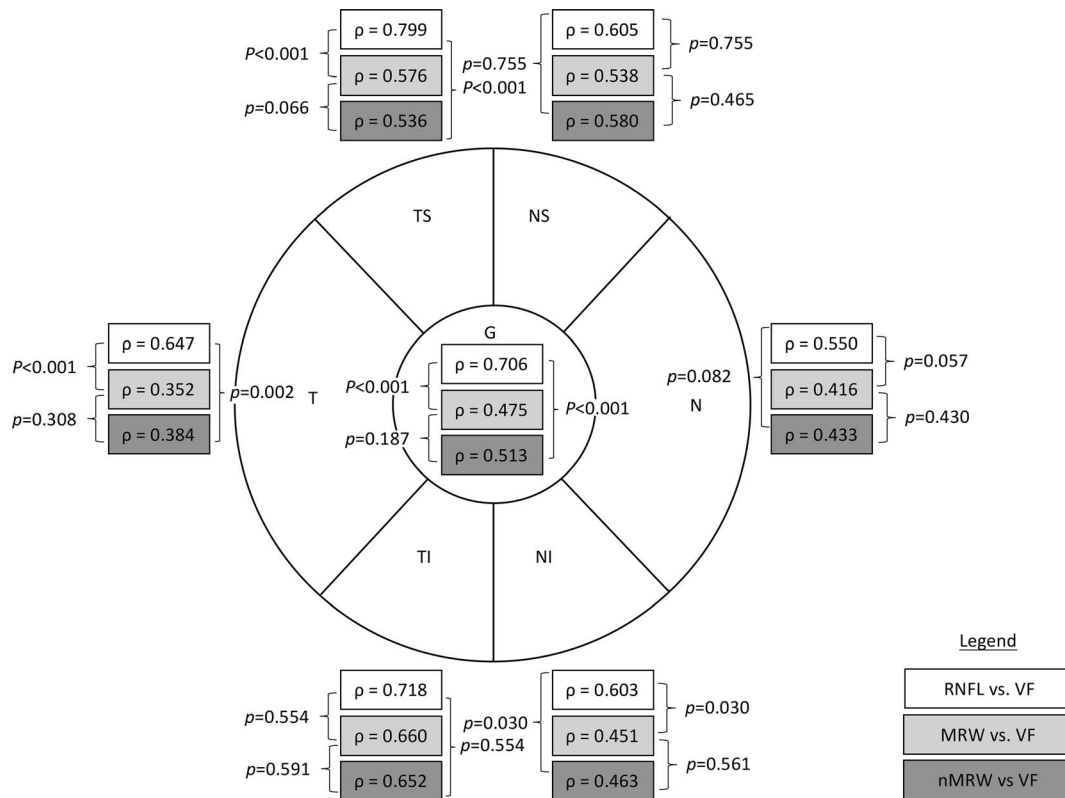 ρ = 0.799
P<0.001
ρ = 0.576
p=0.066
ρ = 0.536
P<0.001
ρ = 0.605
p=0.755
p=0.755
ρ = 0.538
p=0.465
ρ = 0.580
TS
NS
ρ = 0.647
P<0.001
ρ = 0.352
p=0.002
p=0.308
ρ = 0.384
T
G
ρ = 0.706
P<0.001
ρ = 0.475
P<0.001
p=0.187
ρ = 0.513
p=0.082
N
ρ = 0.550
p=0.057
ρ = 0.416
p=0.430
ρ = 0.433
TI
NI
ρ = 0.718
p=0.554
ρ = 0.660
p=0.554
p=0.591
ρ = 0.652
ρ = 0.603
p=0.030
p=0.030
ρ = 0.451
p=0.561
ρ = 0.463
Legend
RNFL vs. VF
MRW vs. VF
nMRW vs VF